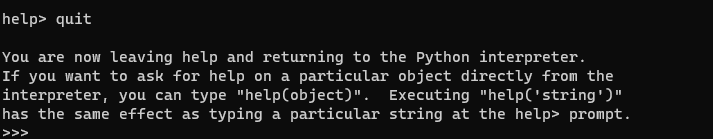 help> quit
You are now leaving help and returning to the Python interpreter.
If you want to ask for help on a particular object directly from the
interpreter, you can type "help(object)".  Executing "help('string')"
has the same effect as typing a particular string at the help> prompt.
>>>